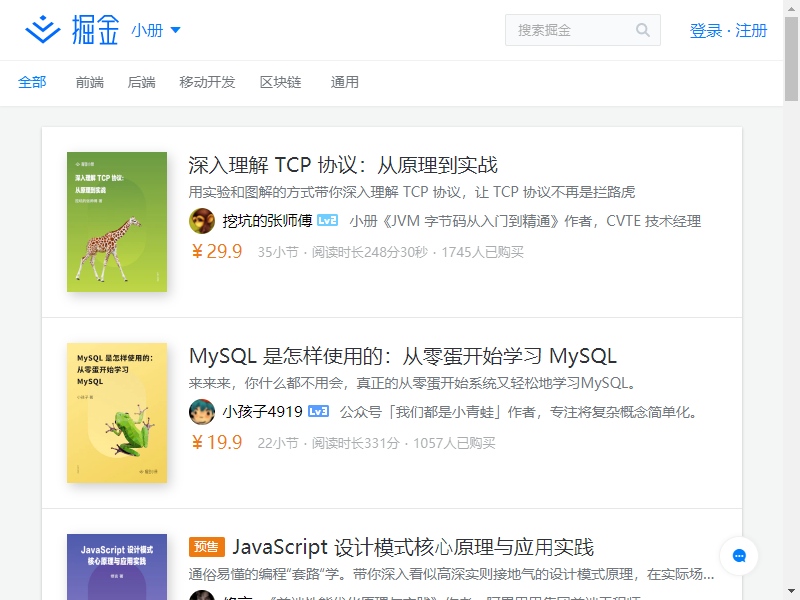 掘金 小册
搜索掘金
登录 · 注册
全部 前端 后端 移动开发 区块链 通用
深入理解 TCP 协议:
从原理到实战
深入理解 TCP 协议：从原理到实战
用实验和图解的方式带你深入理解 TCP 协议，让 TCP 协议不再是拦路虎
挖坑的张师傅 Lv2 小册《JVM 字节码从入门到精通》作者，CVTE 技术经理
¥29.9 35小节 · 阅读时长248分30秒 · 1745人已购买
MySQL 是怎样使用的:
从零蛋开始学习
MySQL
小孩子 著
MySQL 是怎样使用的：从零蛋开始学习 MySQL
来来来，你什么都不用会，真正的从零蛋开始系统又轻松地学习MySQL。
小孩子4919 Lv3 公众号「我们都是小青蛙」作者，专注将复杂概念简单化。
¥19.9 22小节 · 阅读时长331分 · 1057人已购买
JavaScript 设计模式
核心原理与应用实践
修言 著
预售 JavaScript 设计模式核心原理与应用实践
通俗易懂的编程“套路”学。带你深入看似高深实则接地气的设计模式原理，在实际场...